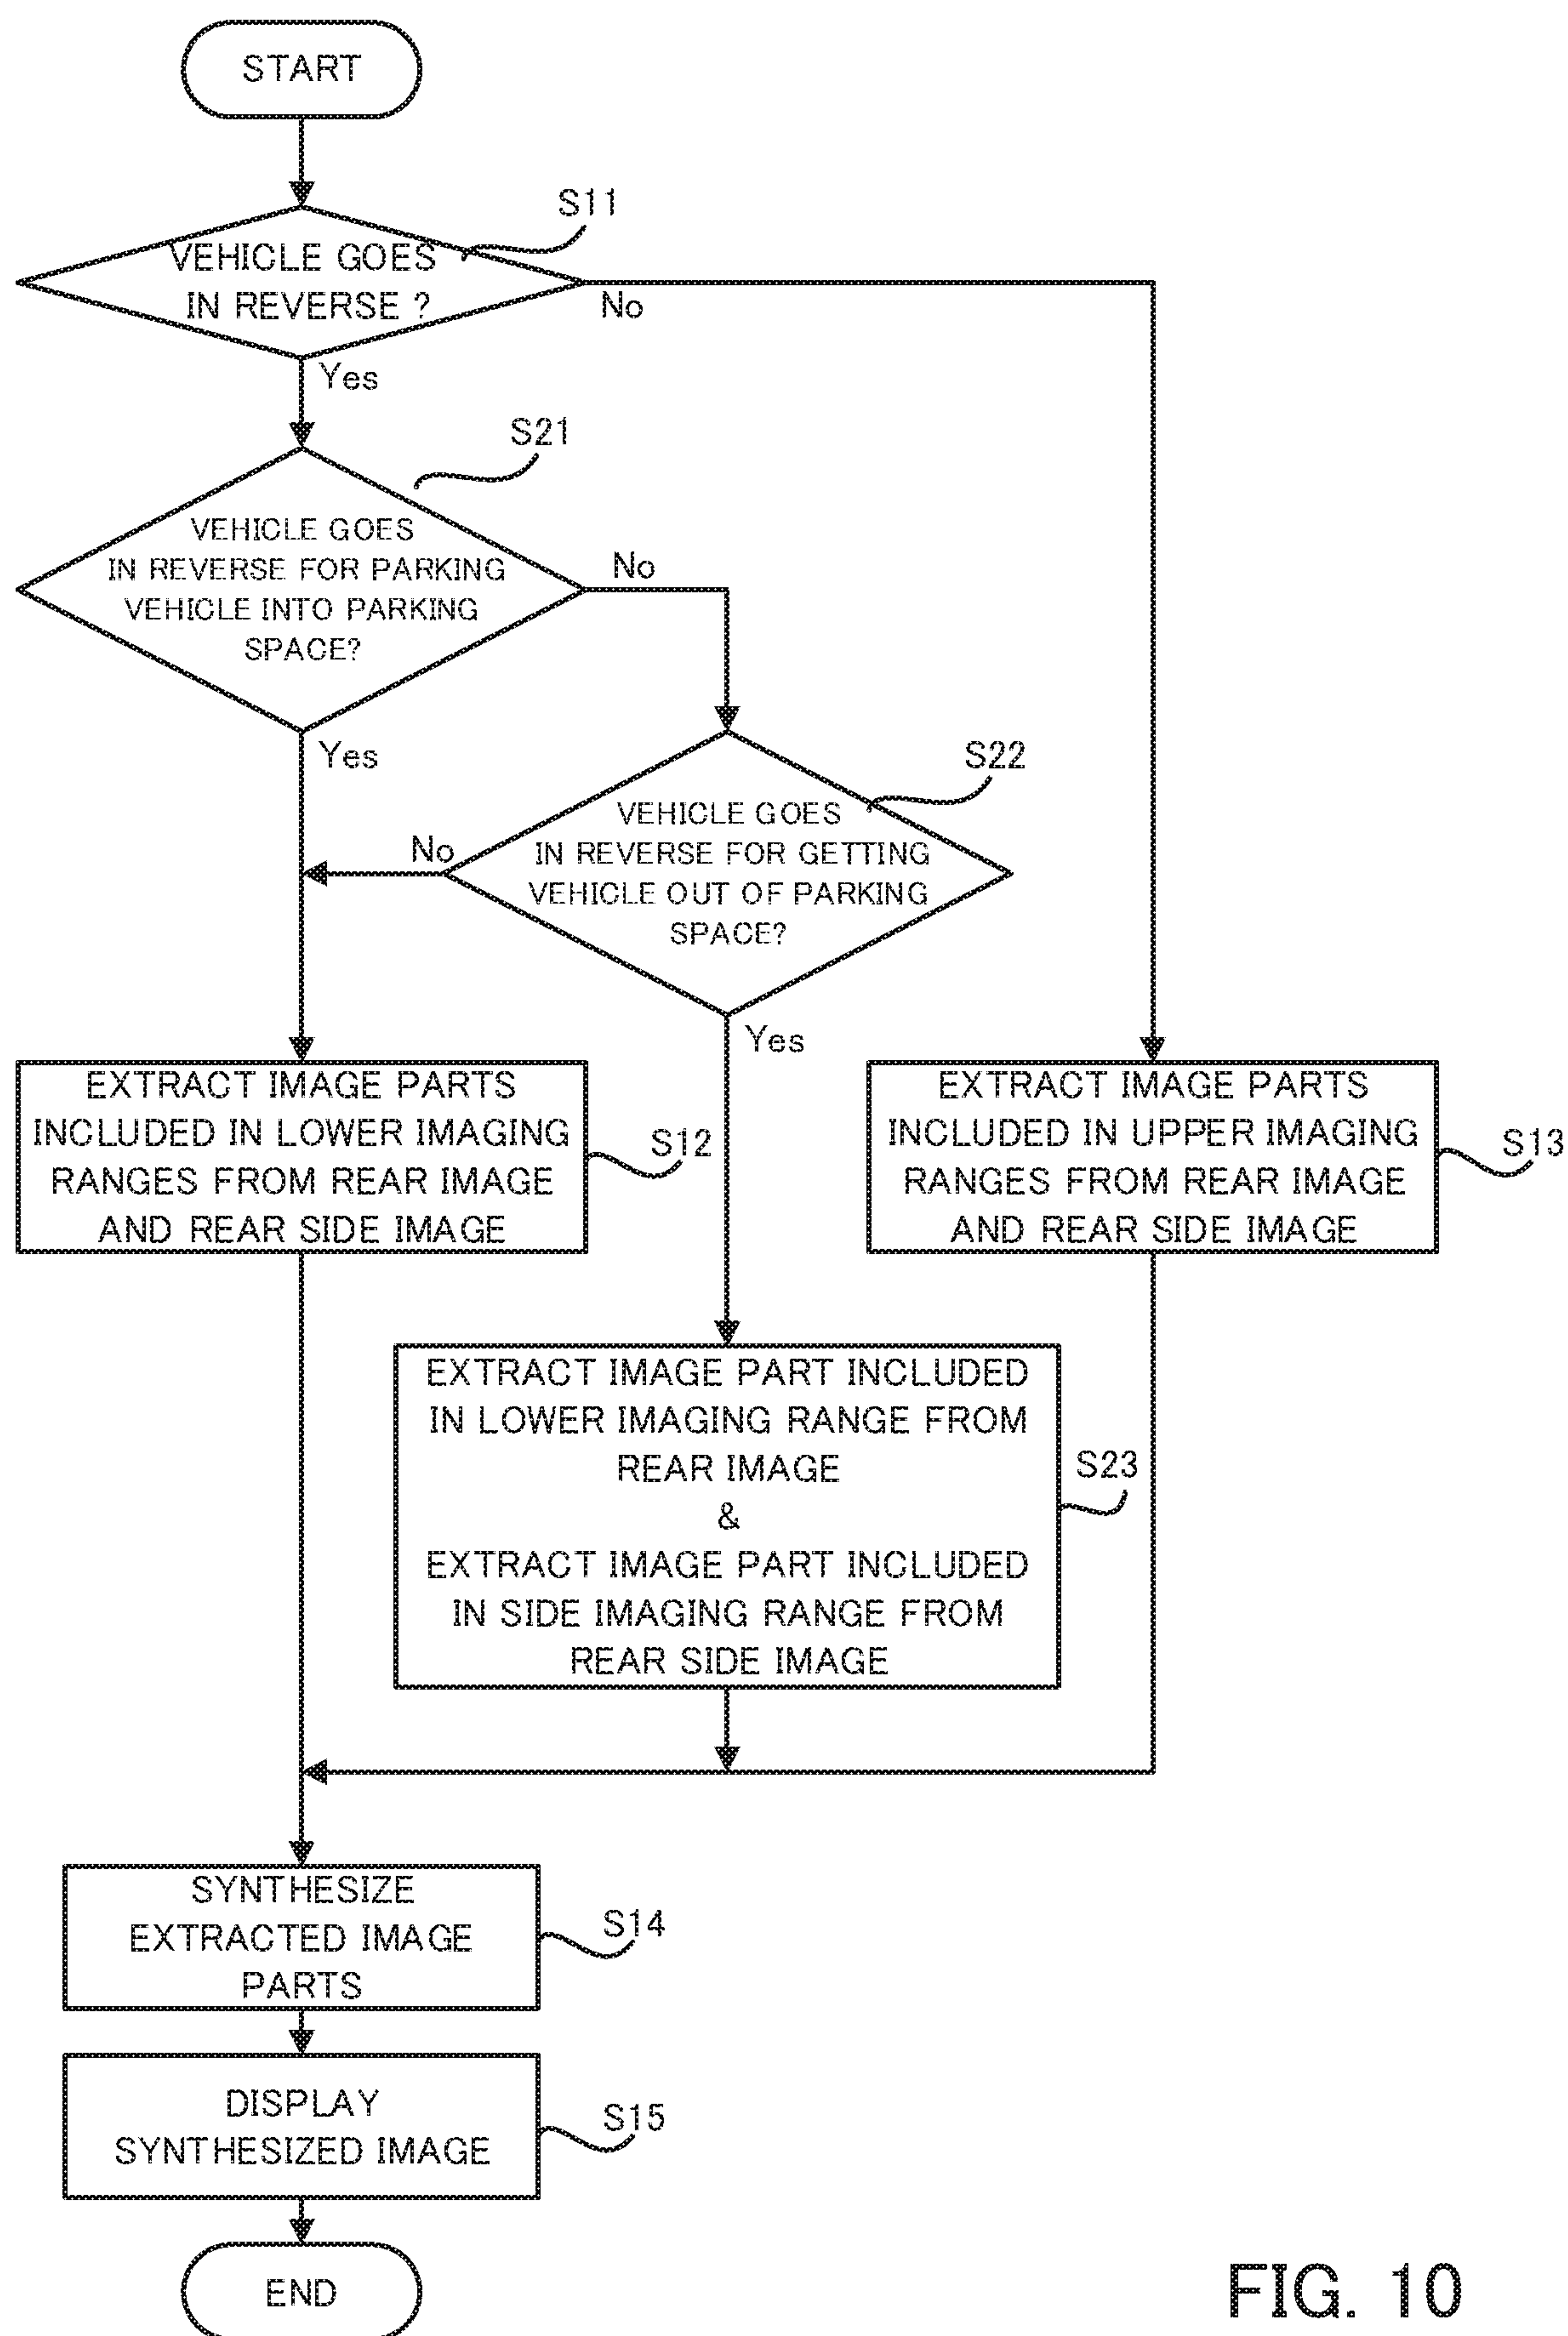 START
S11
VEHICLE GOES
IN REVERSE ?
No
Yes
S21
VEHICLE GOES
IN REVERSE FOR PARKING
VEHICLE INTO PARKING
SPACE?
No
Yes
S22
VEHICLE GOES
IN REVERSE FOR GETTING
VEHICLE OUT OF PARKING
SPACE?
No
Yes
EXTRACT IMAGE PARTS
INCLUDED IN LOWER IMAGING
RANGES FROM REAR IMAGE
AND REAR SIDE IMAGE
S12
EXTRACT IMAGE PARTS
INCLUDED IN UPPER IMAGING
RANGES FROM REAR IMAGE
AND REAR SIDE IMAGE
S13
EXTRACT IMAGE PART INCLUDED
IN LOWER IMAGING RANGE FROM
REAR IMAGE
&
EXTRACT IMAGE PART INCLUDED
IN SIDE IMAGING RANGE FROM
REAR SIDE IMAGE
S23
SYNTHESIZE
EXTRACTED IMAGE
PARTS
S14
DISPLAY
SYNTHESIZED IMAGE
S15
END
FIG. 10